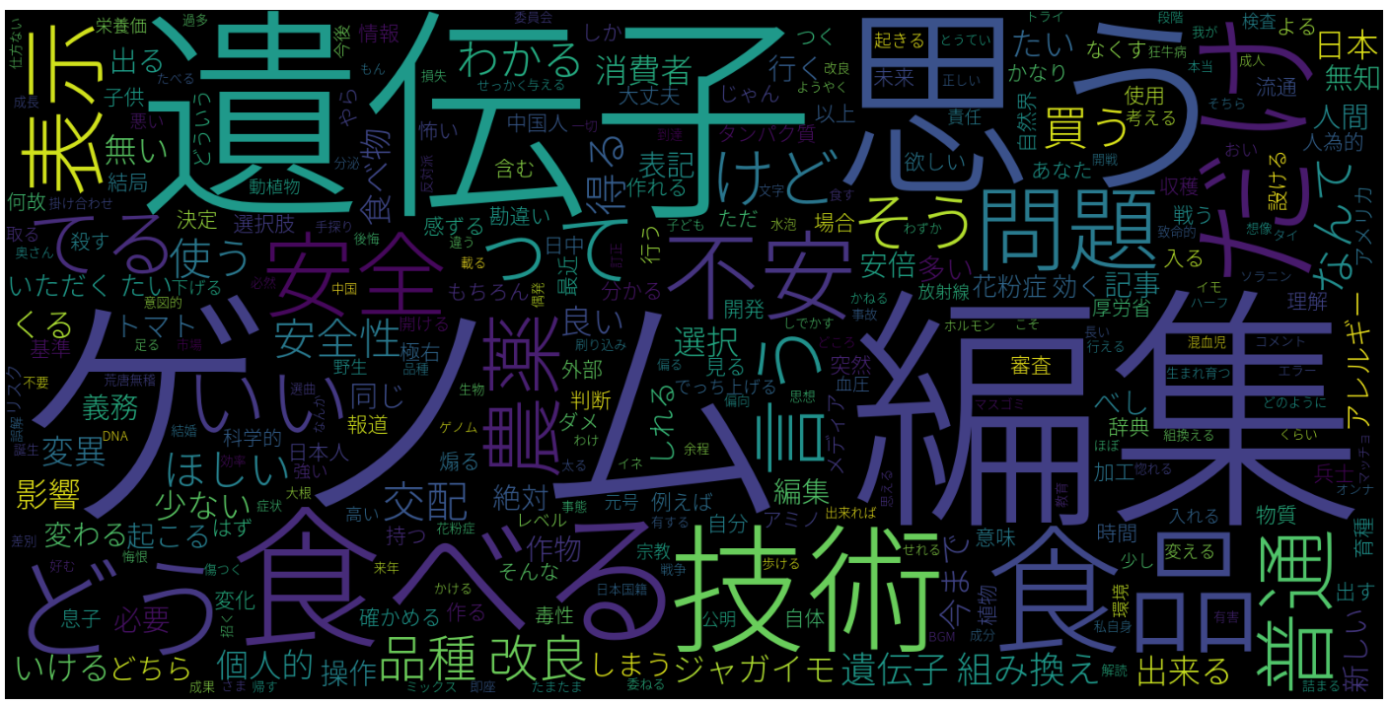 仕方ない
栄養価
過多
表示
出る
今後
情報
委員会
しか
つく
トライ
段階
我が
検査
よる
日本
遺伝子
思う
だけ
わかる
消費者
行く
改良
起きる
とうてい
たい
なくす
狂牛病
成人
無知
たべる
もん
損失
せっかく
与える
ようやく
未来
正しい
かなり
本当
流通
成長
子供
やら
怖い
大丈夫
じゃん
以上
買う
使用
考える
そちら
人間
悪い
どういう
中国人
一切
到達
タンパク質
責任
自然界
人為的
無い
分泌
反対派
含む
得る
表記
けど
欲しい
あなた
開戦
おい
設ける
なんて
アメリカ
何故
結局
動植物
食べ物
作れる
文字
食す
収穫
戦う
掛け合わせ
決定
選択肢
手探り
感ずる
勘違い
ただ
場合
そう
問題
致命的
想像
タイ
取る
てる
殺す
使う
後悔
って
子ども
水泡
わずか
行う
不安
安倍
多い
入る
ソラニン
奥さん
安全
違う
日中
最近
訂正
花粉症
効く
記事
イモ
いただく
たい
下げる
必然
載る
偶発
分かる
開発
放射線
厚労省
ハーフ
理解
意図的
中国
もちろん
かねる
事故
ホルモン
こそ
長い
行える
アレルギー
くる
トマト
足る
市場
開ける
良い
刷り込み
選択
見る
しでかす
どころ
突然
混血児
コメント
基準
安全性
極右
農薬
外部
でっち上げる
血圧
審査
生まれ育つ
エラー
不要
荒唐無稽
品種
野生
偏る
偏向
思想
メディア
マスゴミ
べし
どのように
誤解
リスク
義務
いい
選曲
なんか
同じ
生物
判断
しれる
言う
ほぼ
辞典
組換える
くらい
DNA
結婚
科学的
報道
ゲノム
ダメ
わけ
余程
加工
惚れる
マッチョ
誕生
変異
効率
日本人
強い
煽る
太る
イネ
編集
思える
教育
兵士
オンナ
ほしい
ゲノム
編集
影響
少ない
症状
大根
交配
絶対
事態
元号
例えば
出来れば
入れる
物質
育種
変わる
起こる
はず
高い
持つ
レベル
花粉症
有する
自分
アミノ
せれる
意味
時間
差別
悔恨
傷つく
作物
そんな
宗教
戦争
歩ける
今まで
少し
変える
普通
好む
どう
食べる
来年
かける
日本国籍
技術
植物
環境
有害
食品
出す
息子
必要
招く
変化
確かめる
作る
毒性
公明
自体
BGM
成分
私自身
新しい
いける
どちら
個人的
操作
品種 改良
しまう
ジャガイモ
遺伝子 組み換え
解読
出来る
詰まる
成果
さま
帰す
ミックス
即座
たまたま
委ねる